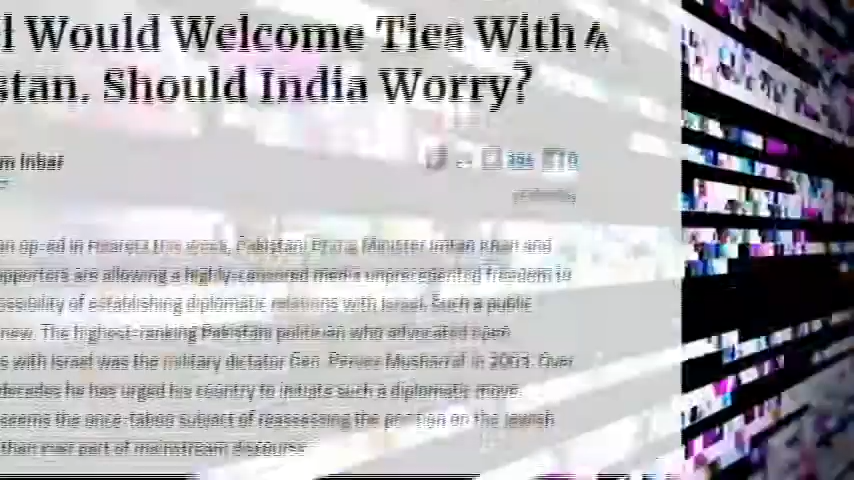 l Would Welcome Ties With
stan. Should India Worry?
m Inbar
an op-ed in Haaretz this week, Pakistani Prime Minister Imran Khan and
pporters are allowing a highly-censored media unprecedented freedom to
ossibility of establishing diplomatic relations with Israel. Such a public
new. The highest-ranking Pakistani politician who advocated open
s with Israel was the military dictator Gen. Pervez Musharraf in 2003. Over
decades he has urged his country to initiate such a diplomatic move.
seems the once-taboo subject of reassessing the position on the Jewish
than ever part of mainstream discourse